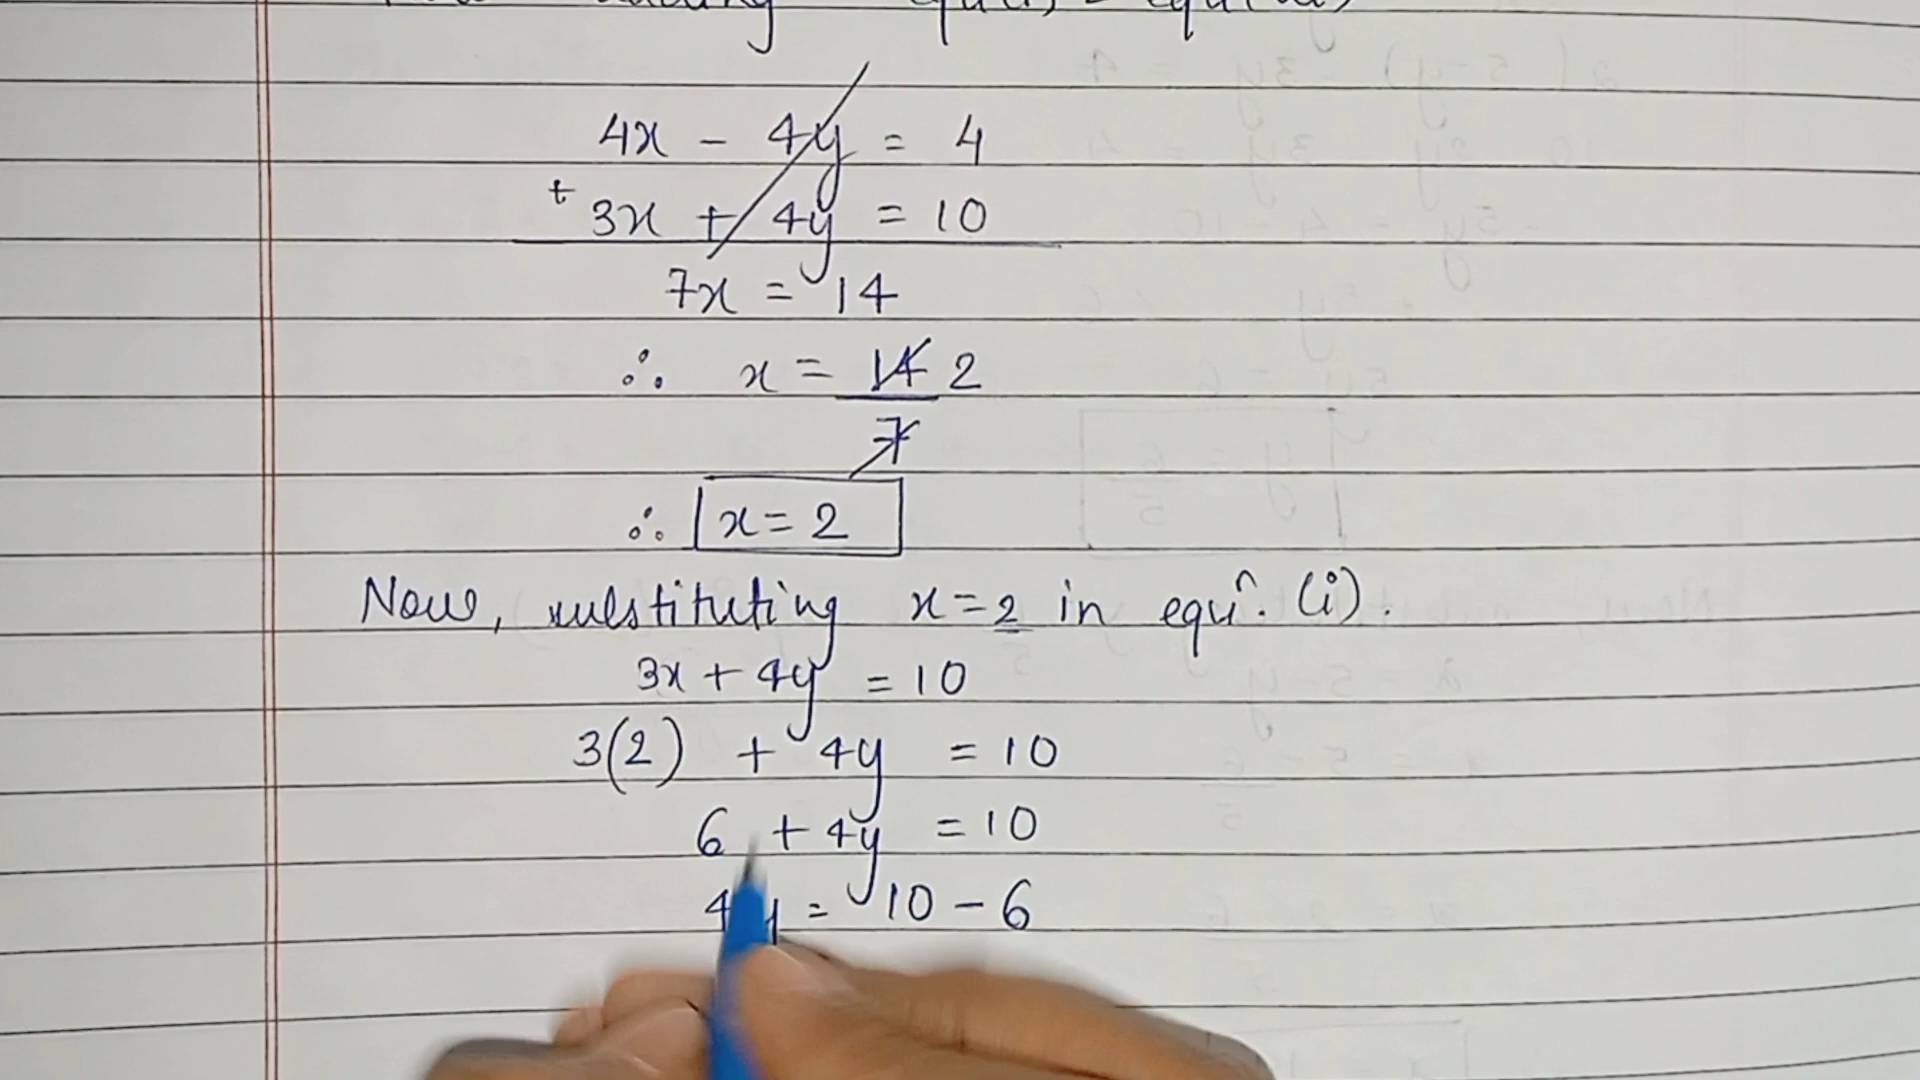 4x - 4y = 4
+ 3x + 4y = 10
7x = 14
∴ x = 14 2
7
∴ x = 2
Now, substituting x = 2 in equⁿ. (i).
3x + 4y = 10
3(2) + 4y = 10
6 + 4y = 10
4y = 10 - 6